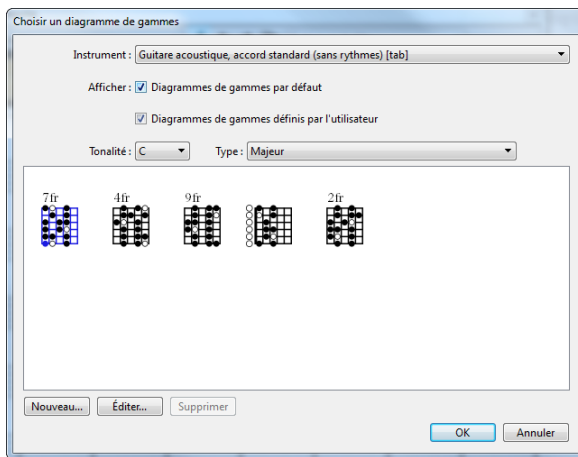 Choisir un diagramme de gammes
Instrument : Guitare acoustique, accord standard (sans rythmes) [tab]
Afficher : Diagrammes de gammes par défaut
Diagrammes de gammes définis par l'utilisateur
Tonalité : C Type : Majeur
7fr 4fr 9fr 2fr
Nouveau... Éditer... Supprimer
OK Annuler